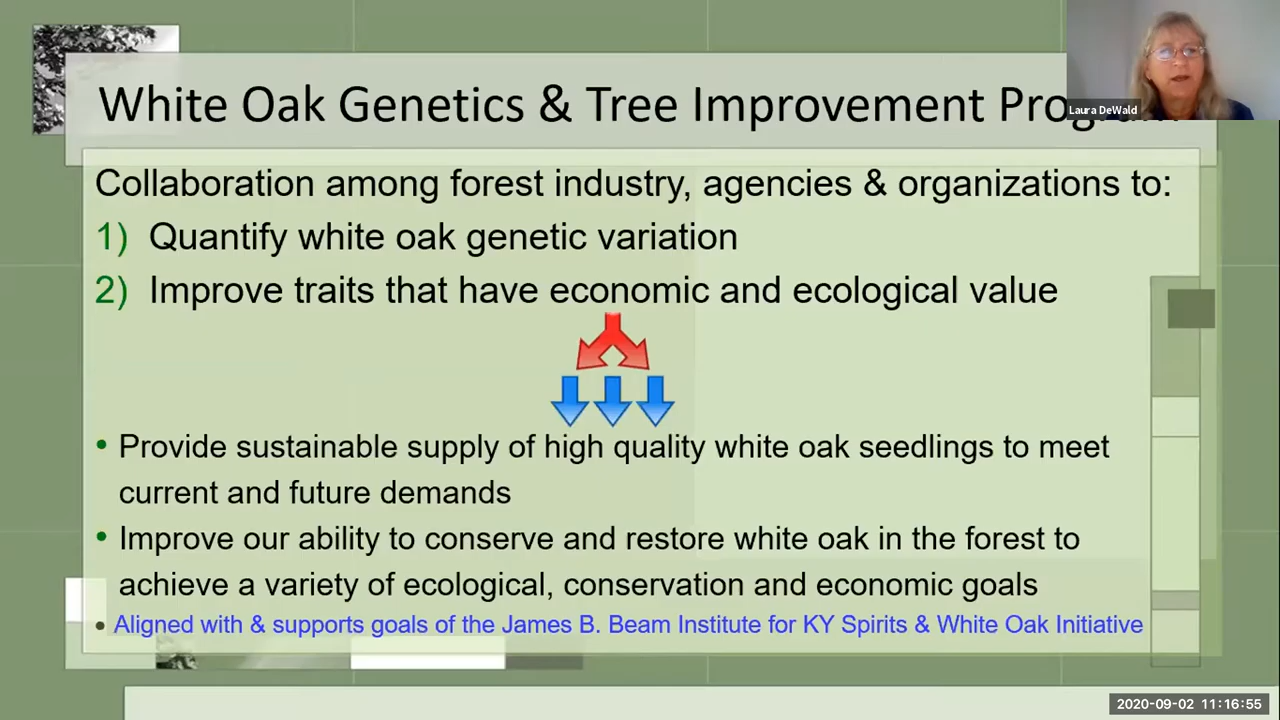 White Oak Genetics & Tree Improvement Program
Laura DeWald
Collaboration among forest industry, agencies & organizations to:
1) Quantify white oak genetic variation
2) Improve traits that have economic and ecological value
• Provide sustainable supply of high quality white oak seedlings to meet
current and future demands
• Improve our ability to conserve and restore white oak in the forest to
achieve a variety of ecological, conservation and economic goals
• Aligned with & supports goals of the James B. Beam Institute for KY Spirits & White Oak Initiative
2020-09-02 11:16:55